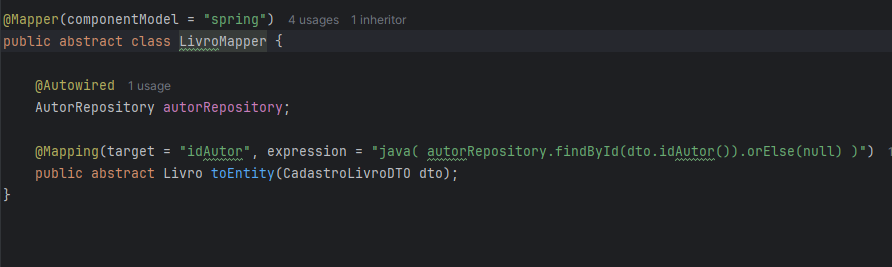 @Mapper(componentModel = "spring") 4 usages 1 inheritor
public abstract class LivroMapper {
@Autowired 1 usage
AutorRepository autorRepository;
@Mapping(target = "idAutor", expression = "java( autorRepository.findById(dto.idAutor()).orElse(null) )") 1
public abstract Livro toEntity(CadastroLivroDTO dto);
}